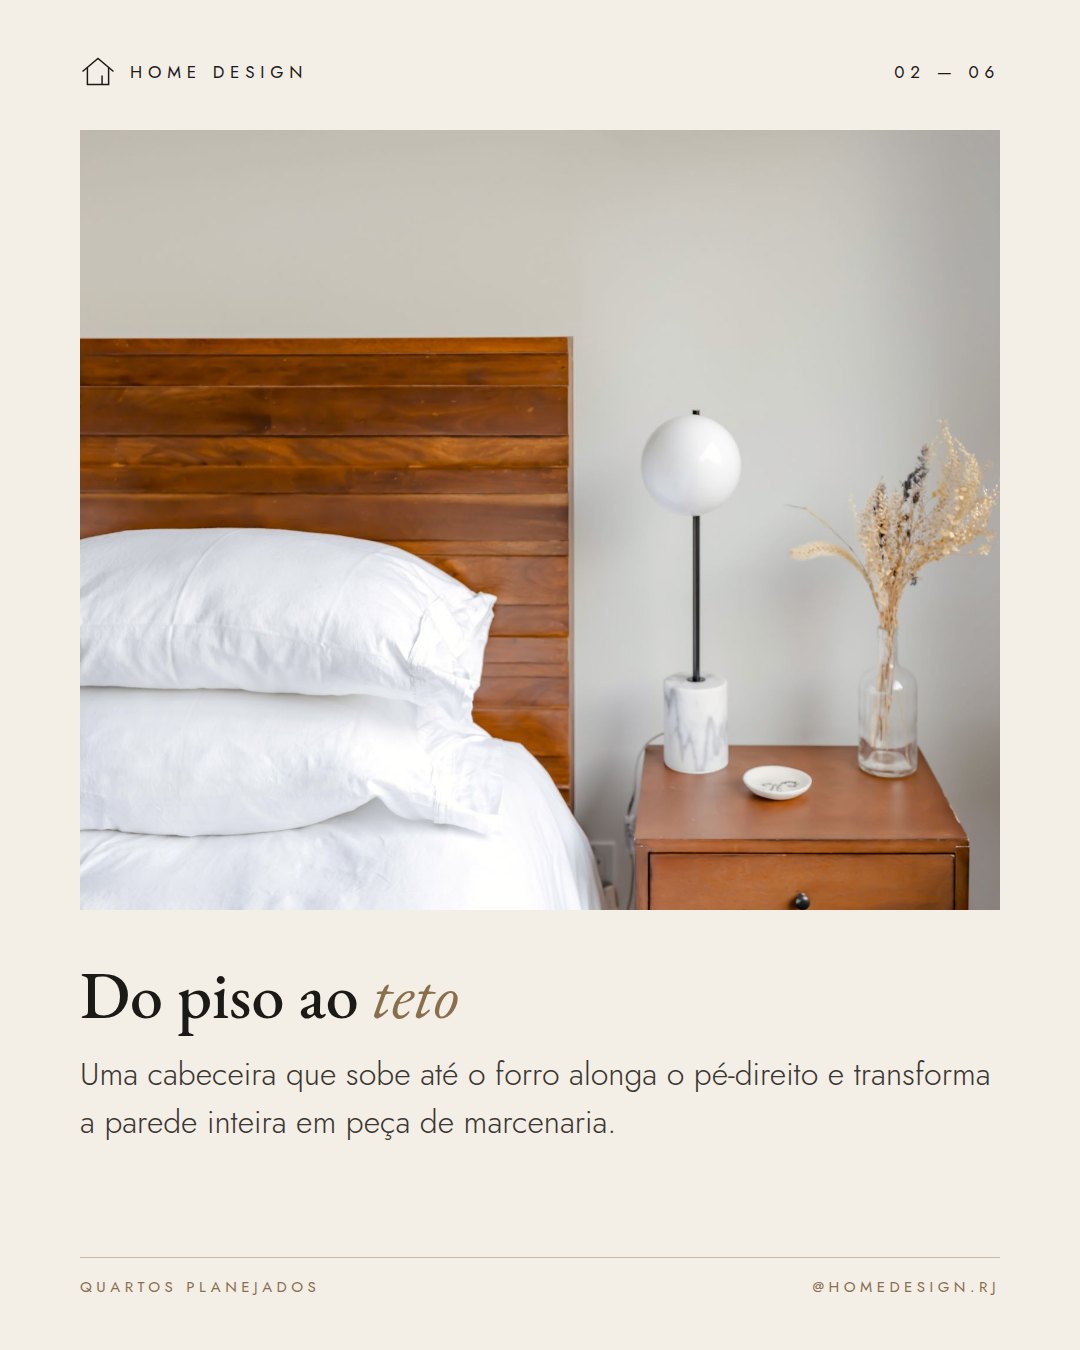 HOME DESIGN
02 — 06
Do piso ao teto
Uma cabeceira que sobe até o forro alonga o pé-direito e transforma
a parede inteira em peça de marcenaria.
QUARTOS PLANEJADOS
@HOMEDESIGN.RJ